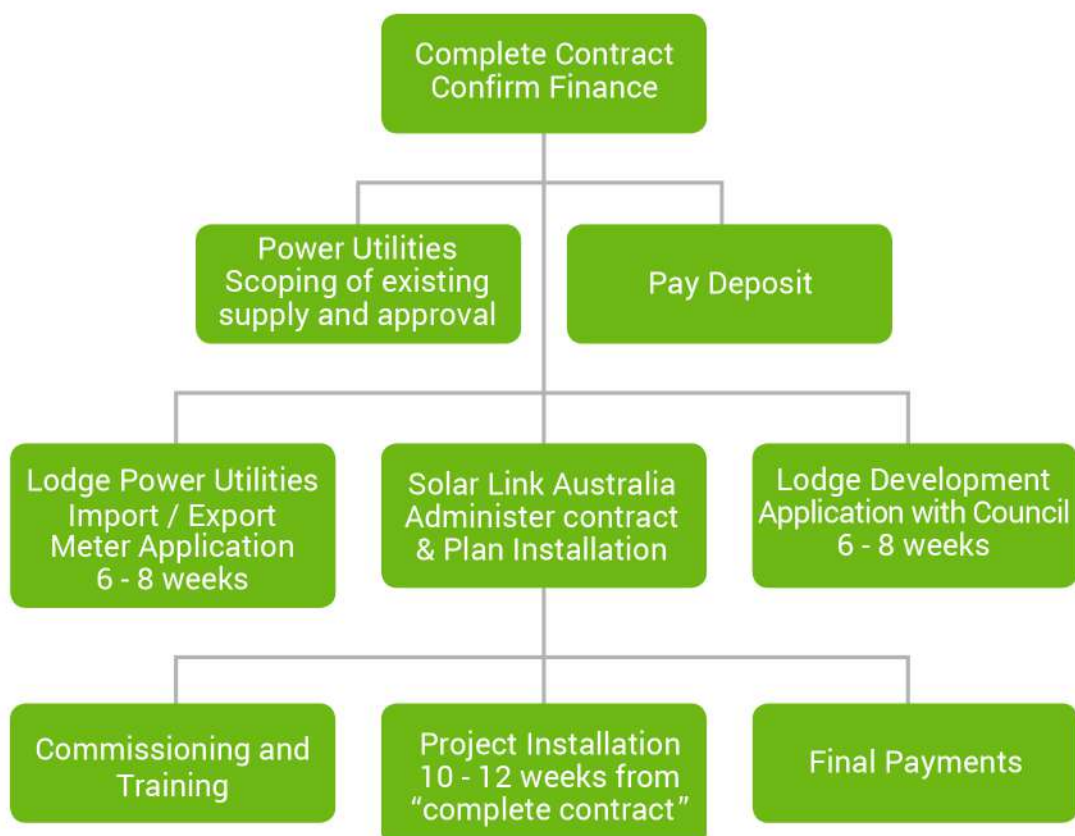 Complete Contract
Confirm Finance
Power Utilities
Scoping of existing
supply and approval
Pay Deposit
Lodge Power Utilities
Import / Export
Meter Application
6 - 8 weeks
Solar Link Australia
Administer contract
& Plan Installation
Lodge Development
Application with Council
6 - 8 weeks
Commissioning and
Training
Project Installation
10 - 12 weeks from
“complete contract”
Final Payments